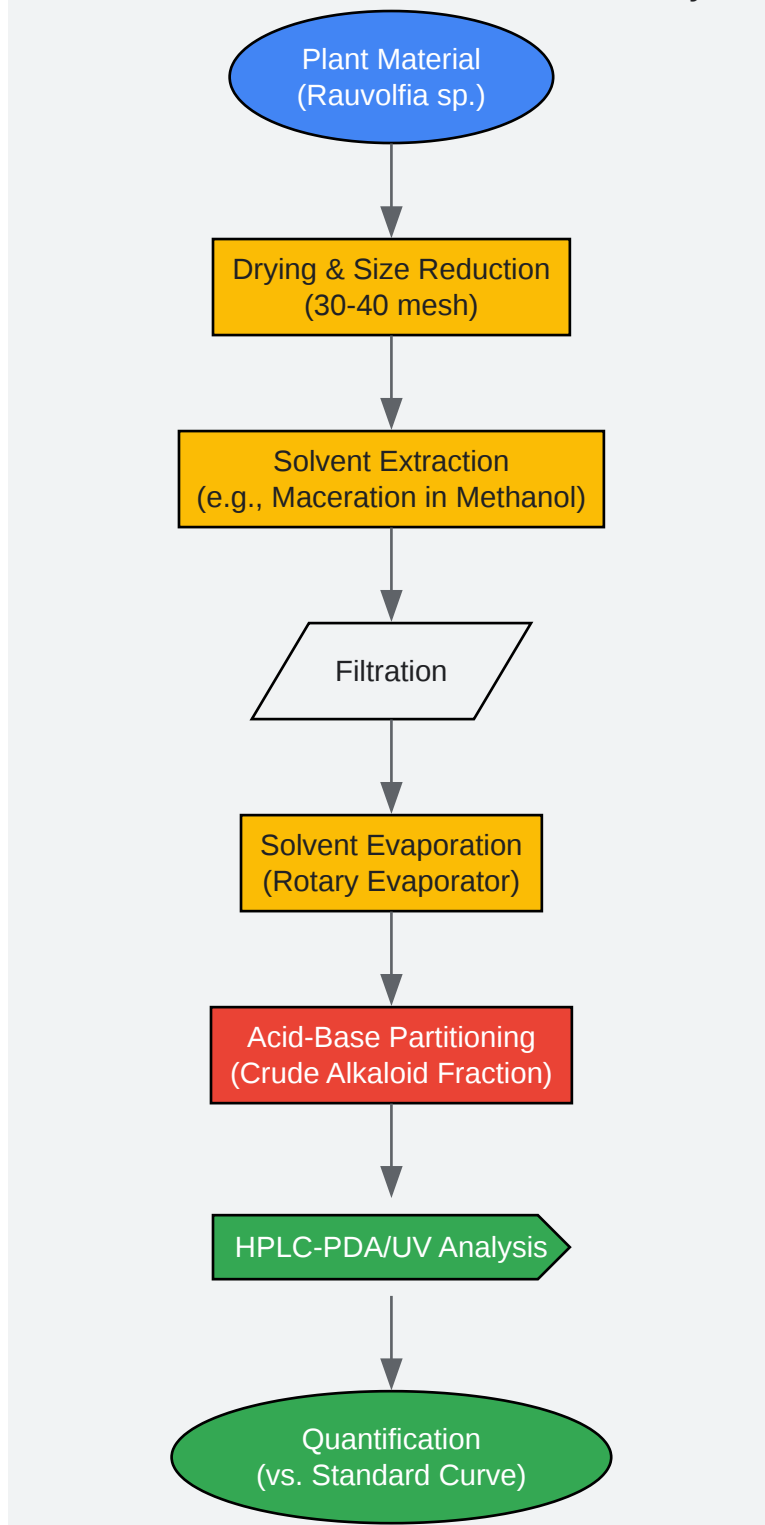 Plant Material
(Rauvolfia sp.)
Drying & Size Reduction
(30-40 mesh)
Solvent Extraction
(e.g., Maceration in Methanol)
Filtration
Solvent Evaporation
(Rotary Evaporator)
Acid-Base Partitioning
(Crude Alkaloid Fraction)
HPLC-PDA/UV Analysis
Quantification
(vs. Standard Curve)